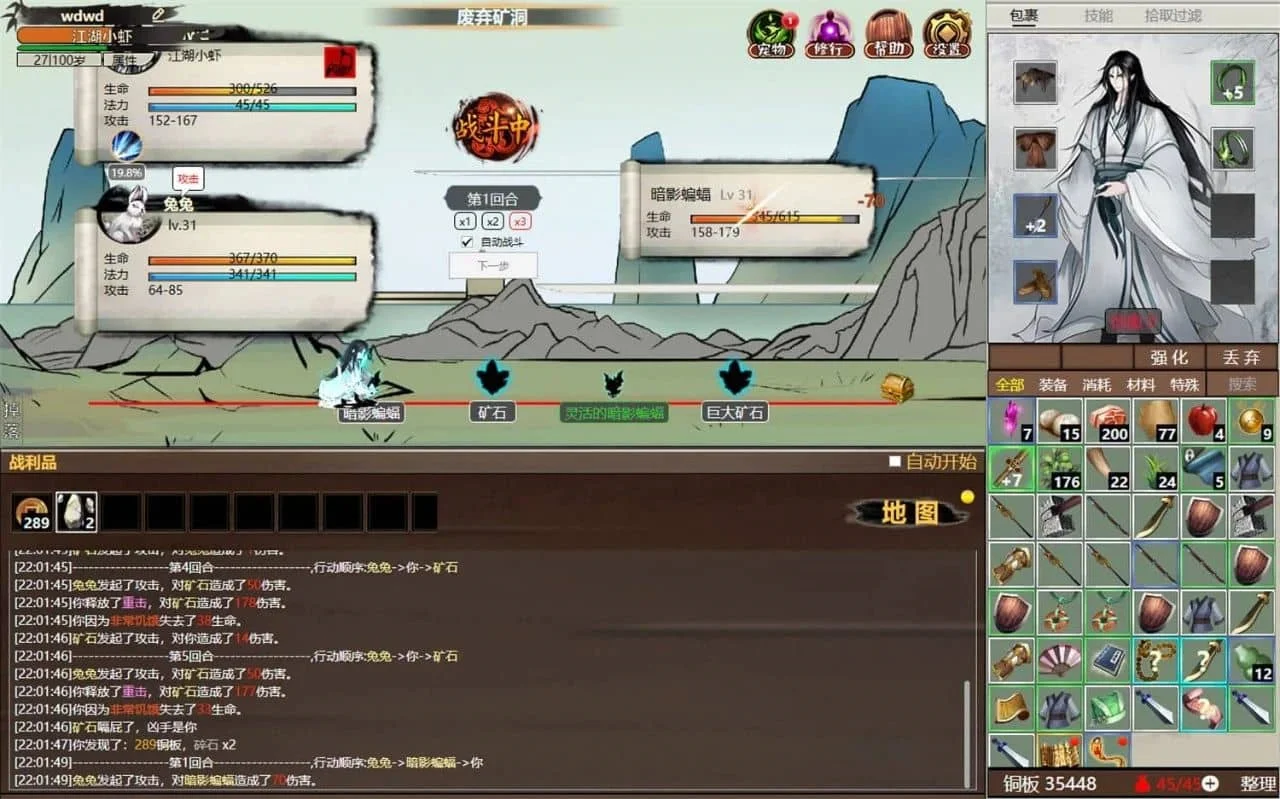 wdwd
江湖小虾
27|100岁
属性
江湖小虾
生命 300/526
法力 45/45
攻击 152-167
19.8%
攻击
兔兔
lv.31
生命 367/370
法力 341/341
攻击 64-85
废弃矿洞
战斗中
第1回合
x1 x2 x3
自动战斗
下一步
暗影蝙蝠 Lv 31
-70
生命 545/615
攻击 158-179
1
宠物 修行 帮助 设置
暗影蝙蝠
矿石
灵活的暗影蝙蝠
巨大矿石
掉落
战利品
自动开始
289
2
地图
[22:01:45]------------------第4回合------------------,行动顺序:兔兔->你->矿石
[22:01:45]兔兔发起了攻击，对矿石造成了50伤害。
[22:01:45]你释放了重击，对矿石造成了178伤害。
[22:01:45]你因为非常饥饿失去了38生命。
[22:01:46]矿石发起了攻击，对你造成了14伤害。
[22:01:46]------------------第5回合------------------,行动顺序:兔兔->你->矿石
[22:01:46]兔兔发起了攻击，对矿石造成了50伤害。
[22:01:46]你释放了重击，对矿石造成了177伤害。
[22:01:46]你因为非常饥饿失去了33生命。
[22:01:46]矿石嗝屁了，凶手是你
[22:01:47]你发现了：289铜板，碎石 x2
[22:01:49]------------------第1回合------------------,行动顺序:兔兔->暗影蝙蝠->你
[22:01:49]兔兔发起了攻击，对暗影蝙蝠造成了70伤害。
包裹 技能 拾取过滤
+5
+2
强化 丢弃
全部 装备 消耗 材料 特殊 搜索
7 15 200 77 4 9
+7 176 22 24 5
12
铜板 35448 45/45 整理